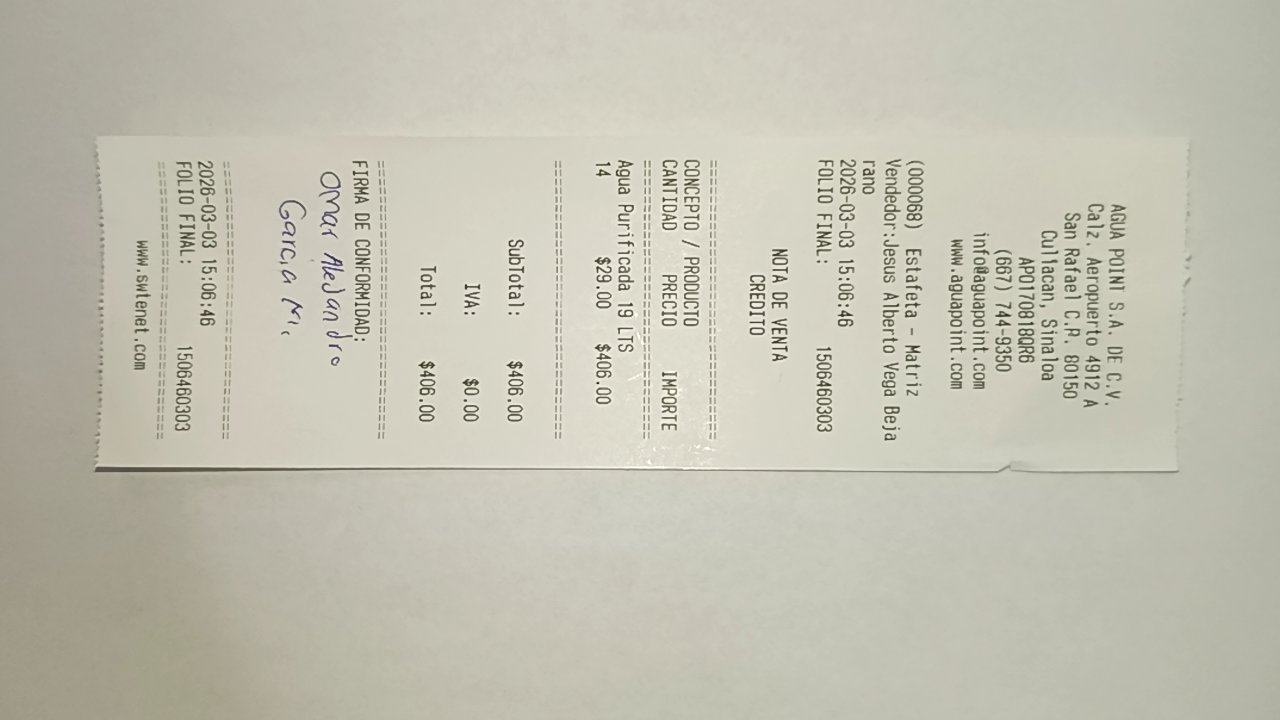 AGUA POINT S.A. DE C.V.
Calz. Aeropuerto 4912 A
San Rafael C.P. 80150
Culiacan, Sinaloa
APO170818QR6
(667) 744-9350
info@aguapoint.com
www.aguapoint.com
(000068) Estafeta - Matriz
Vendedor:Jesus Alberto Vega Beja
rano
2026-03-03 15:06:46
FOLIO FINAL: 1506460303
NOTA DE VENTA
CREDITO
================================
CONCEPTO / PRODUCTO
CANTIDAD PRECIO IMPORTE
================================
Agua Purificada 19 LTS
14 $29.00 $406.00
================================
SubTotal: $406.00
IVA: $0.00
Total: $406.00
================================
FIRMA DE CONFORMIDAD:
Omar Alejandro
Garcia M.
================================
2026-03-03 15:06:46
FOLIO FINAL: 1506460303
================================
www.swtenet.com